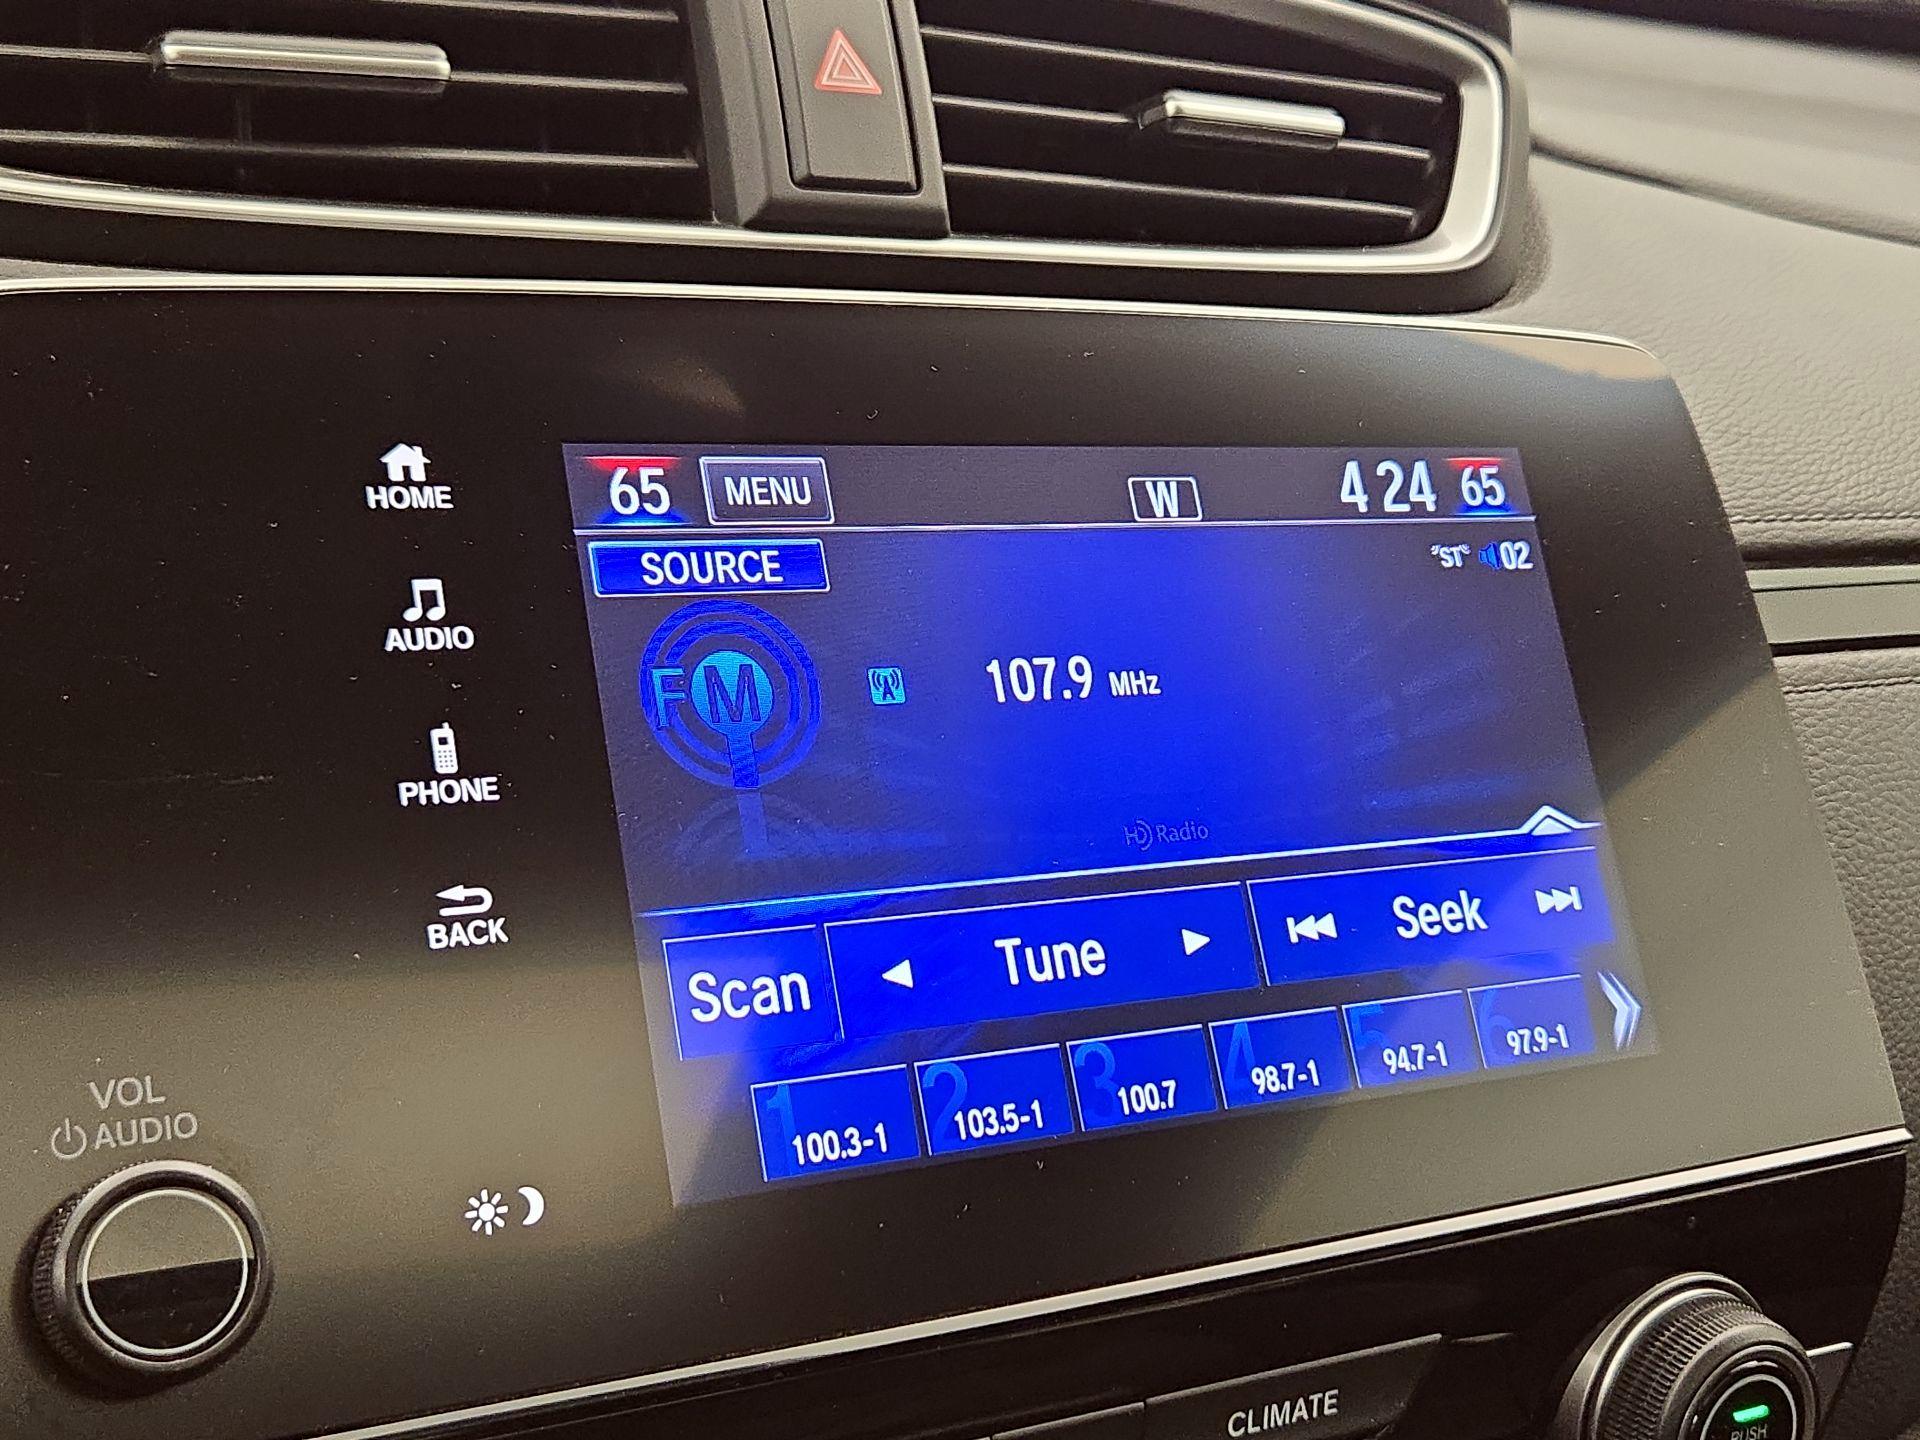 65 MENU W 4 24 65
HOME
SOURCE "ST" 02
AUDIO
FM 107.9 MHz
PHONE
HD Radio
BACK
Scan Tune Seek
1 100.3-1
2 103.5-1
3 100.7
4 98.7-1
5 94.7-1
6 97.9-1
VOL
AUDIO
CLIMATE
PUSH